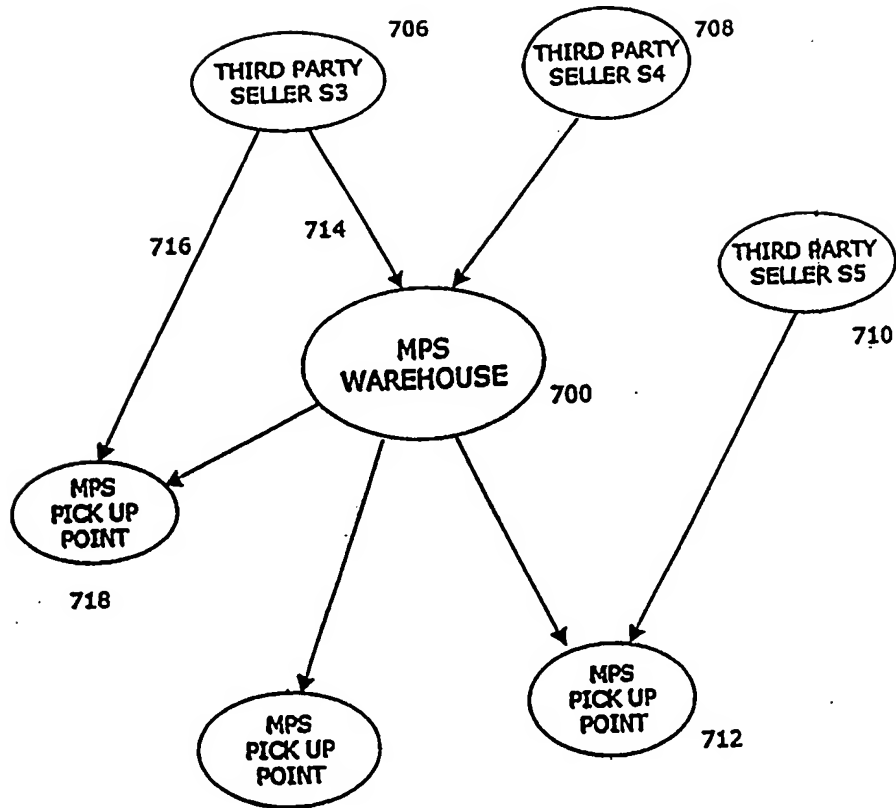 706
708
THIRD PARTY
SELLER S3
THIRD PARTY
SELLER S4
716
714
THIRD PARTY
SELLER S5
710
MPS
WAREHOUSE
700
MPS
PICK UP
POINT
718
MPS
PICK UP
POINT
712
MPS
PICK UP
POINT